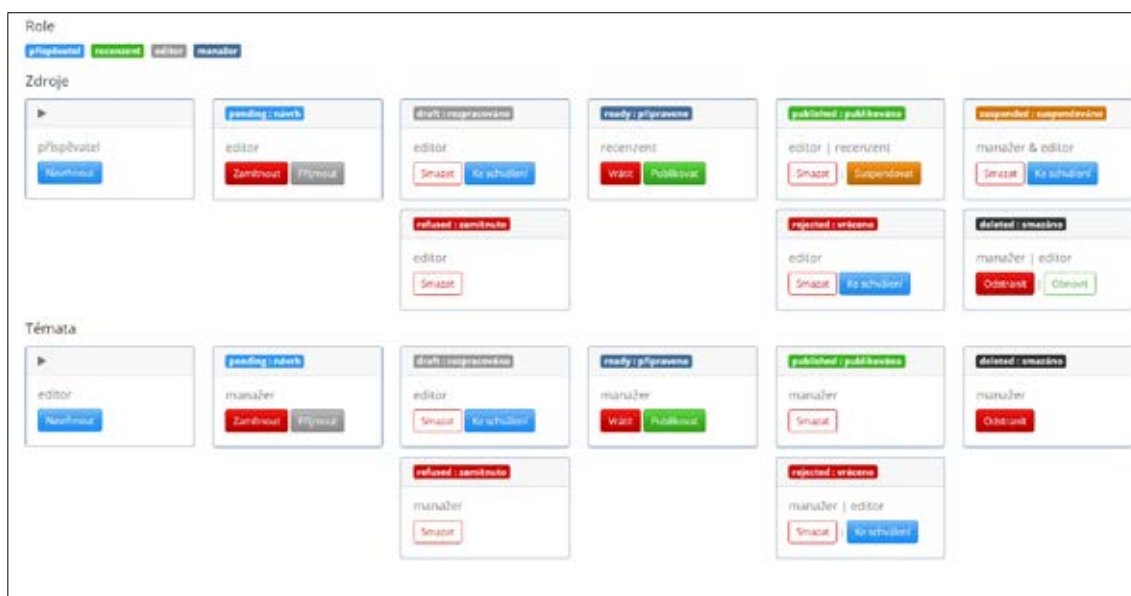 Role
přispěvatel recenzent editor manažer
Zdroje
▶
přispěvatel
Navrhnout
pending : návrh
editor
Zamítnout Přijmout
draft : rozpracováno
editor
Smazat Ke schválení
ready : připraveno
recenzent
Vrátit Publikovat
published : publikováno
editor | recenzent
Smazat | Suspendovat
suspended : suspendováno
manažer & editor
Smazat Ke schválení
refused : zamítnuto
editor
Smazat
rejected : vráceno
editor
Smazat Ke schválení
deleted : smazáno
manažer | editor
Odstranit | Obnovit
Témata
▶
editor
Navrhnout
pending : návrh
manažer
Zamítnout Přijmout
draft : rozpracováno
editor
Smazat Ke schválení
ready : připraveno
manažer
Vrátit Publikovat
published : publikováno
manažer
Smazat
deleted : smazáno
manažer
Odstranit
refused : zamítnuto
manažer
Smazat
rejected : vráceno
manažer | editor
Smazat | Ke schválení